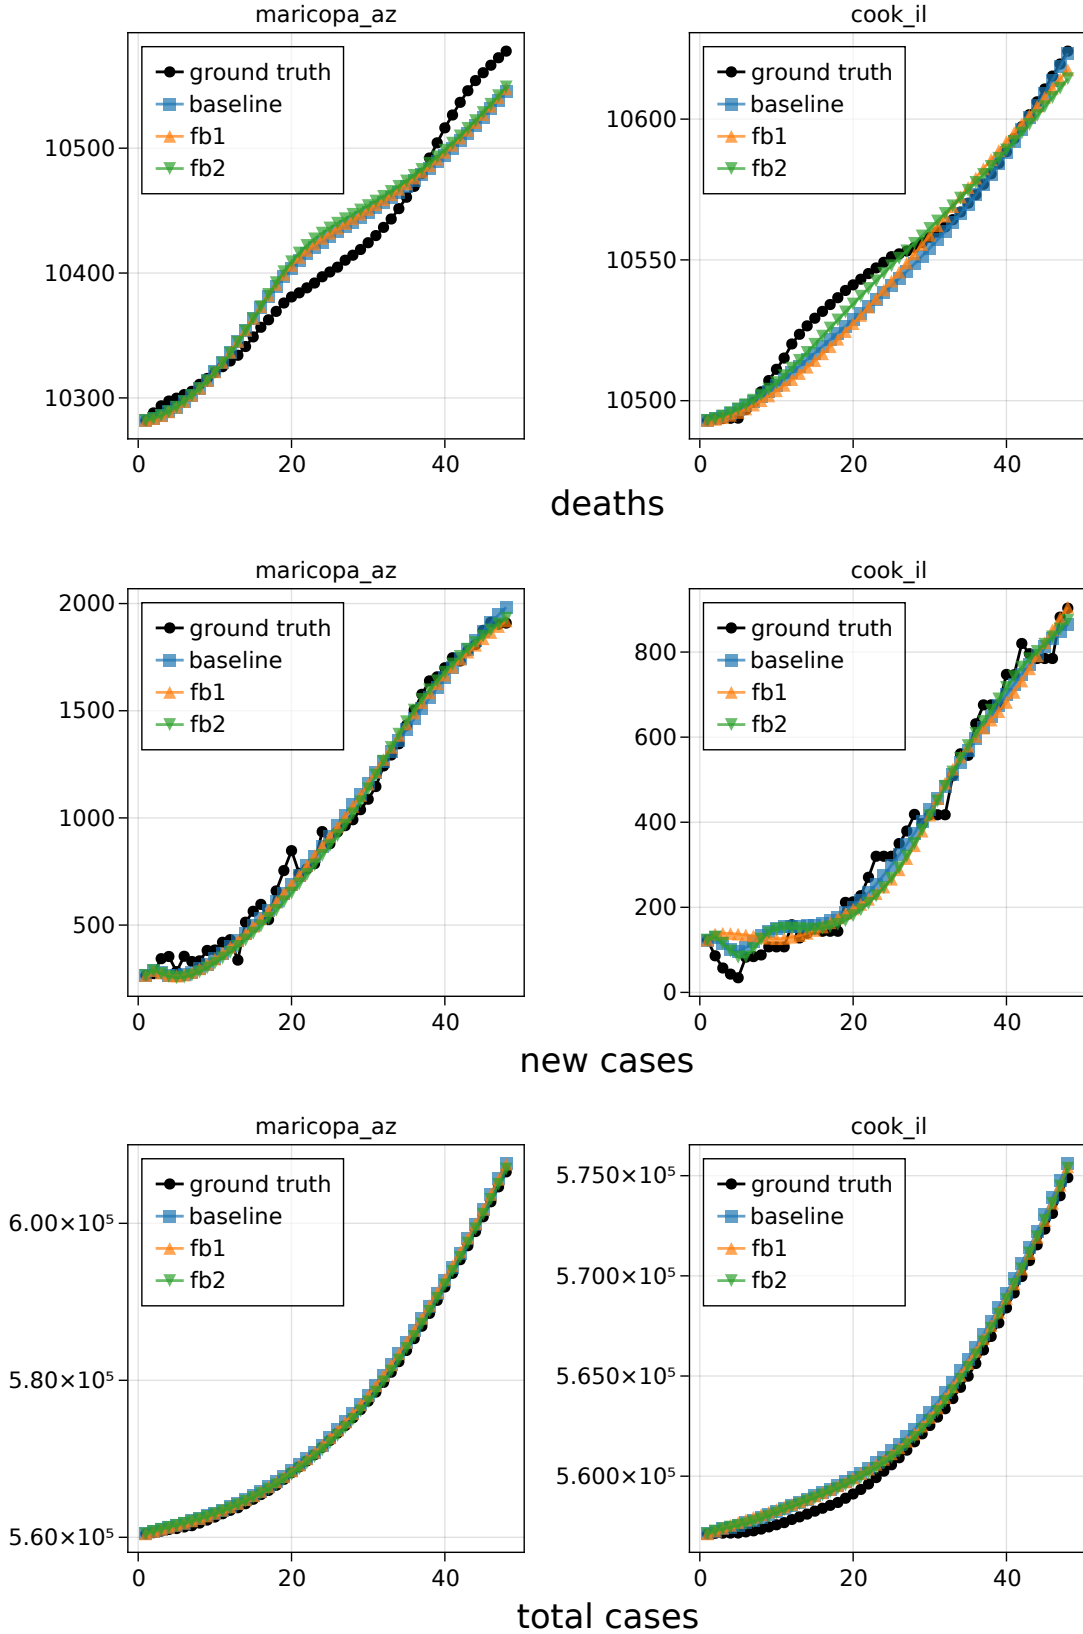 maricopa_az
cook_il
ground truth
baseline
fb1
fb2
10500
10400
10300
0
20
40
ground truth
baseline
fb1
fb2
10600
10550
10500
0
20
40
deaths
maricopa_az
cook_il
ground truth
baseline
fb1
fb2
2000
1500
1000
500
0
20
40
ground truth
baseline
fb1
fb2
800
600
400
200
0
0
20
40
new cases
maricopa_az
cook_il
ground truth
baseline
fb1
fb2
6.00×10⁵
5.80×10⁵
5.60×10⁵
0
20
40
ground truth
baseline
fb1
fb2
5.750×10⁵
5.700×10⁵
5.650×10⁵
5.600×10⁵
0
20
40
total cases